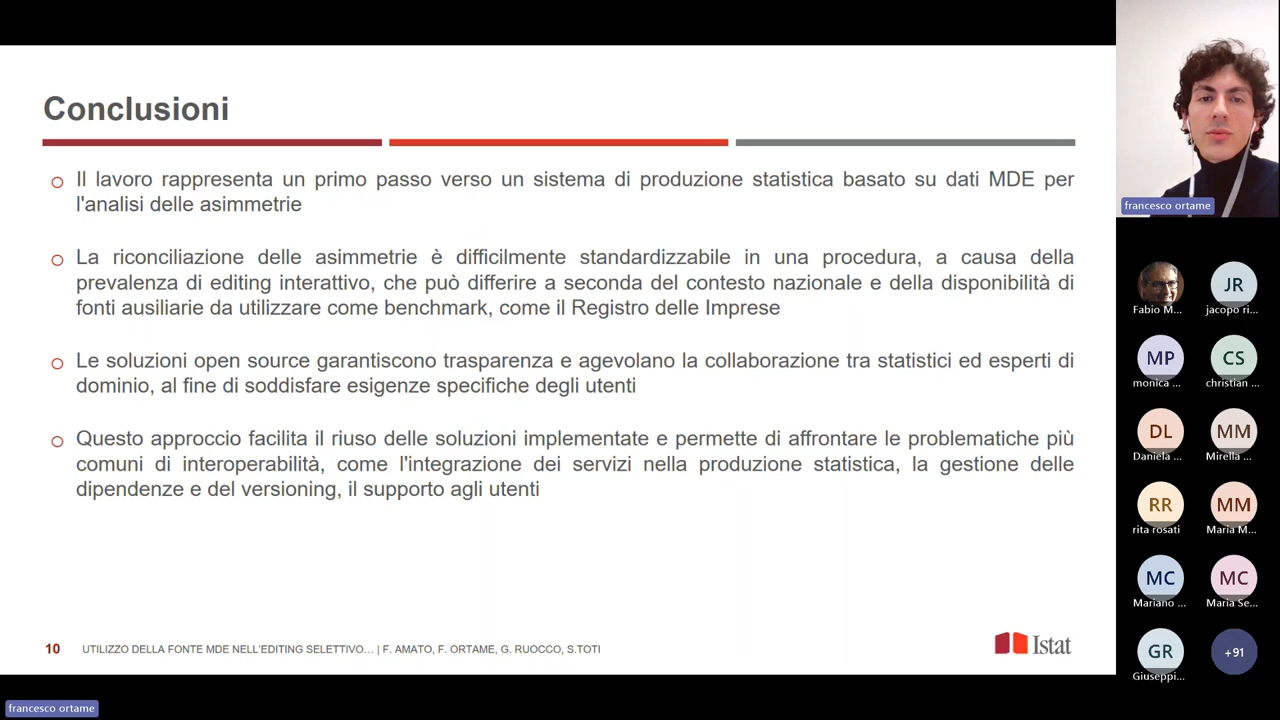 Conclusioni
Il lavoro rappresenta un primo passo verso un sistema di produzione statistica basato su dati MDE per
l'analisi delle asimmetrie
La riconciliazione delle asimmetrie è difficilmente standardizzabile in una procedura, a causa della
prevalenza di editing interattivo, che può differire a seconda del contesto nazionale e della disponibilità di
fonti ausiliarie da utilizzare come benchmark, come il Registro delle Imprese
Le soluzioni open source garantiscono trasparenza e agevolano la collaborazione tra statistici ed esperti di
dominio, al fine di soddisfare esigenze specifiche degli utenti
Questo approccio facilita il riuso delle soluzioni implementate e permette di affrontare le problematiche più
comuni di interoperabilità, come l'integrazione dei servizi nella produzione statistica, la gestione delle
dipendenze e del versioning, il supporto agli utenti
10 UTILIZZO DELLA FONTE MDE NELL'EDITING SELETTIVO... | F. AMATO, F. ORTAME, G. RUOCCO, S.TOTI
Istat
francesco ortame
Fabio M...
JR
jacopo ri...
MP
monica ...
CS
christian ...
DL
Daniela ...
MM
Mirella ...
RR
rita rosati
MM
Maria M...
MC
Mariano ...
MC
Maria Se...
GR
Giuseppi...
+91
francesco ortame